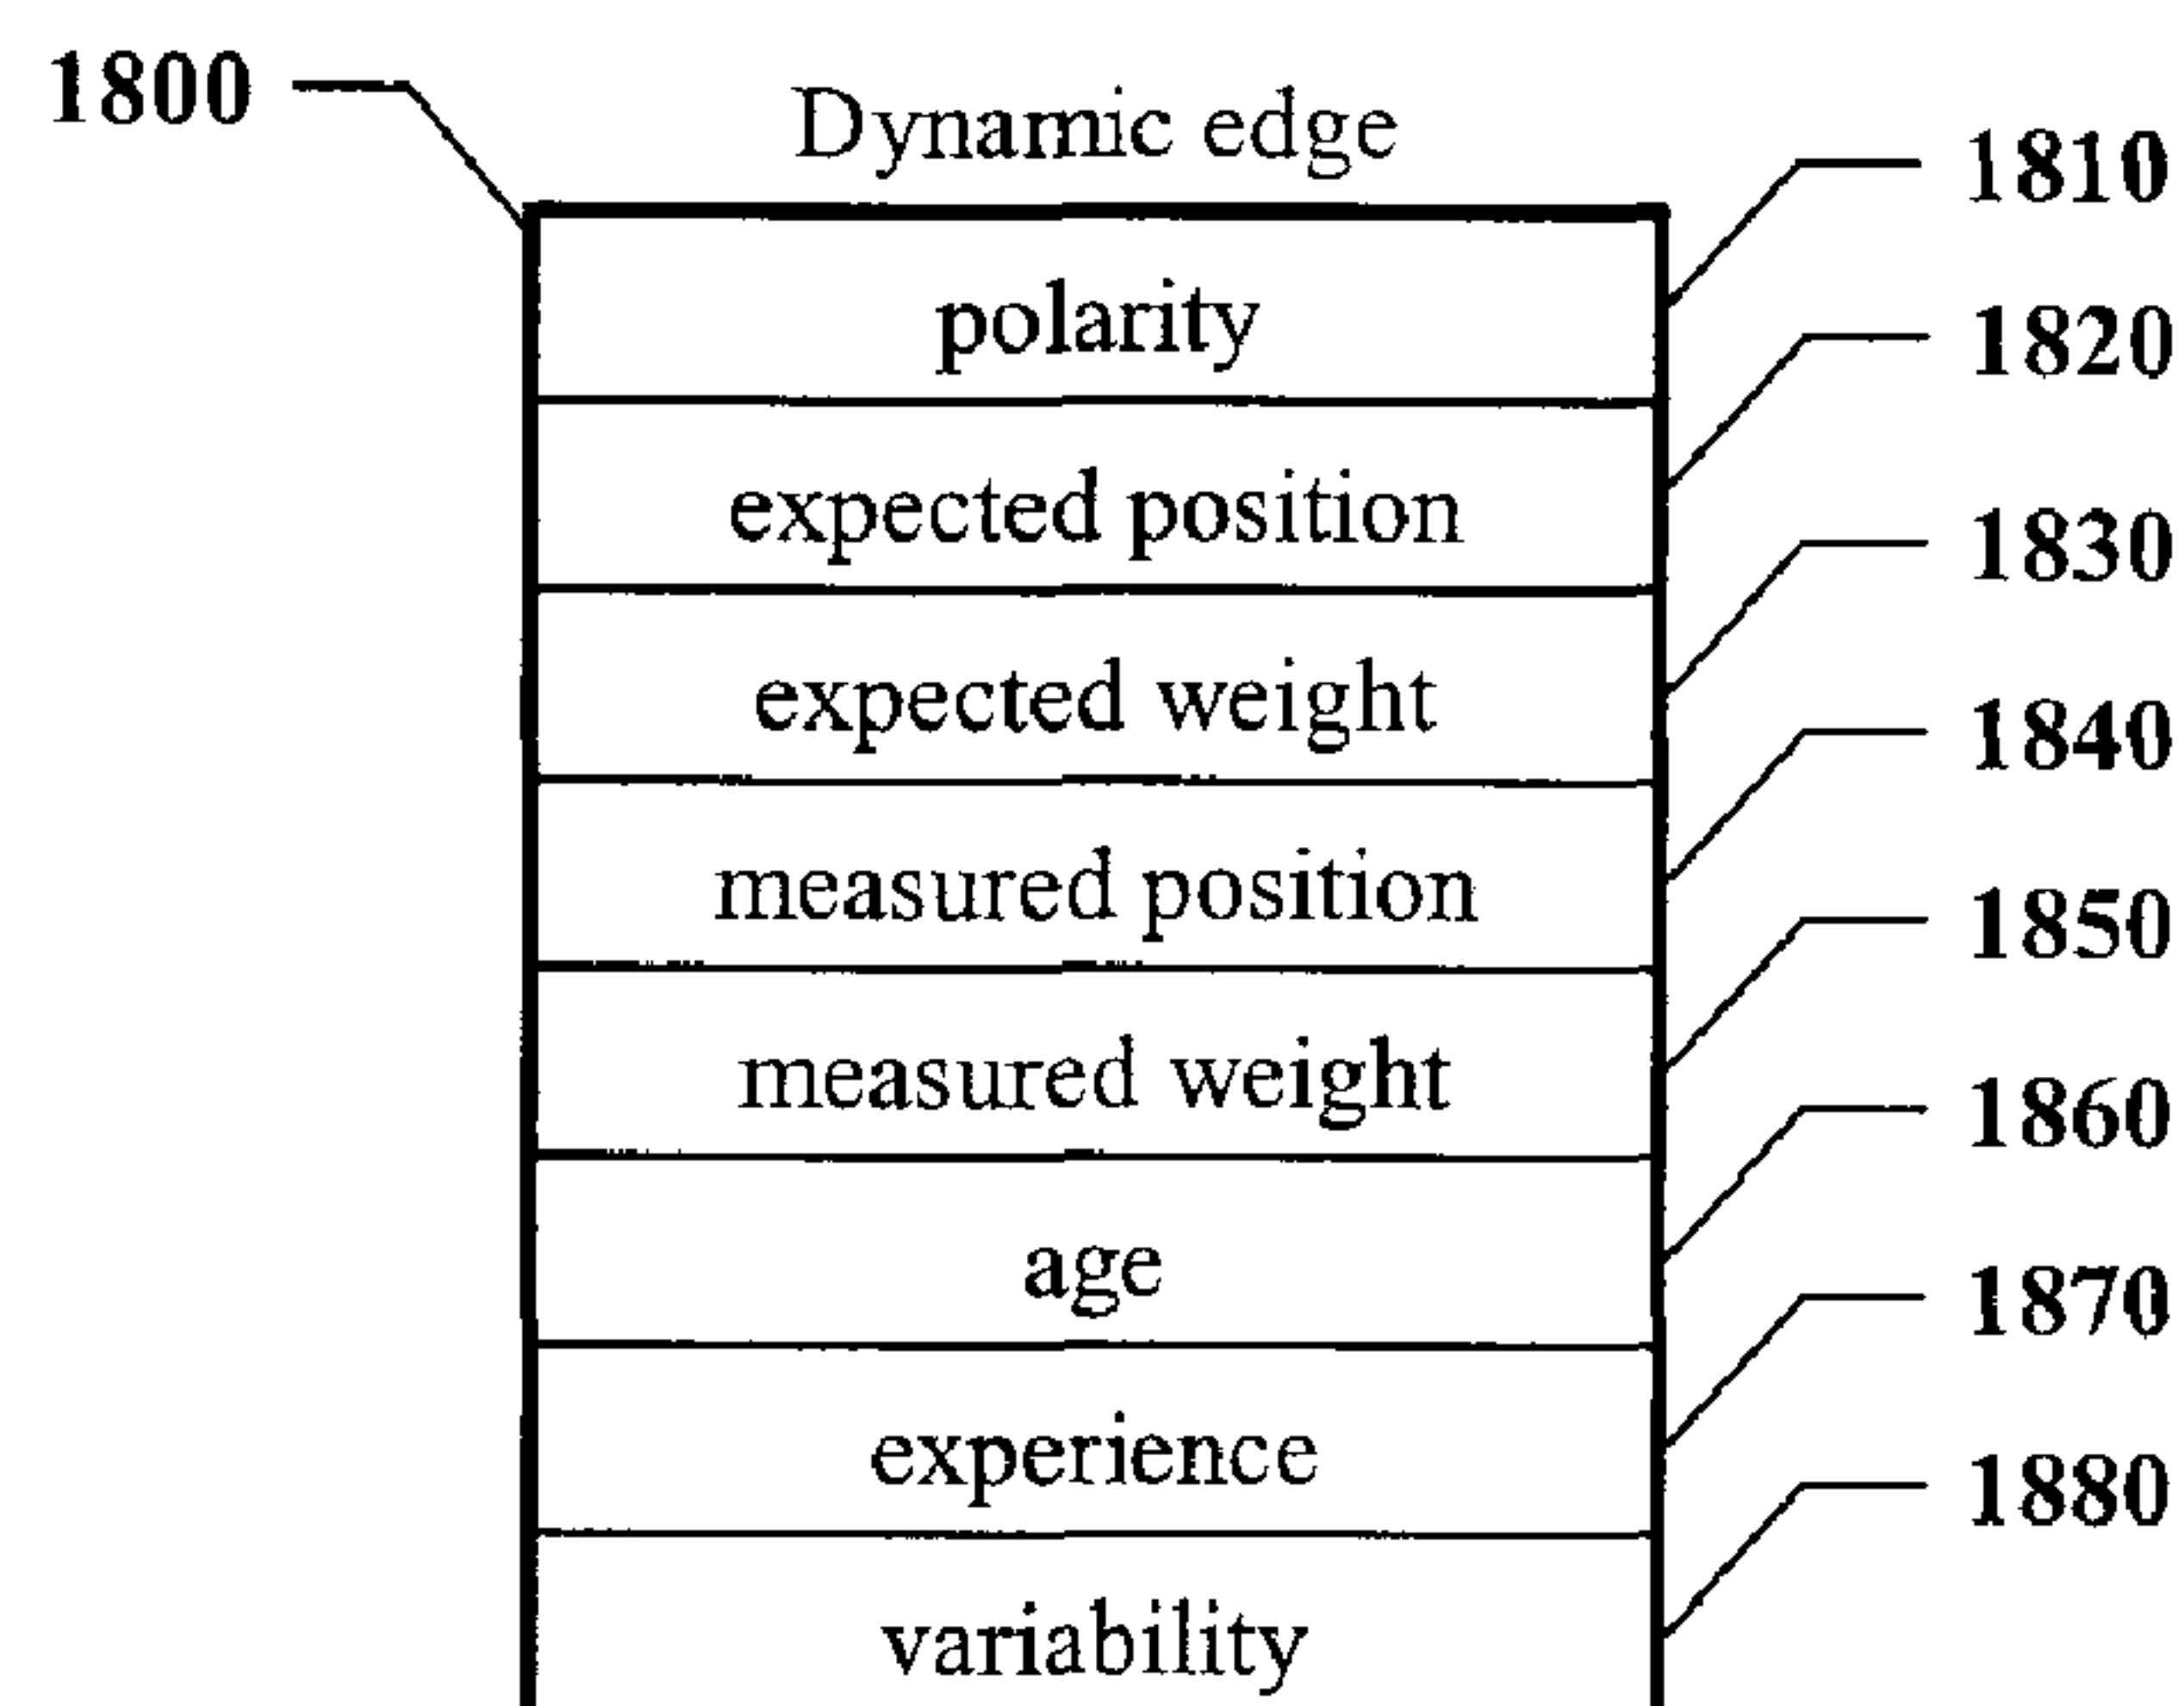 1800
Dynamic edge
1810
polarity
1820
expected position
1830
expected weight
1840
measured position
1850
measured weight
1860
age
1870
experience
1880
variability